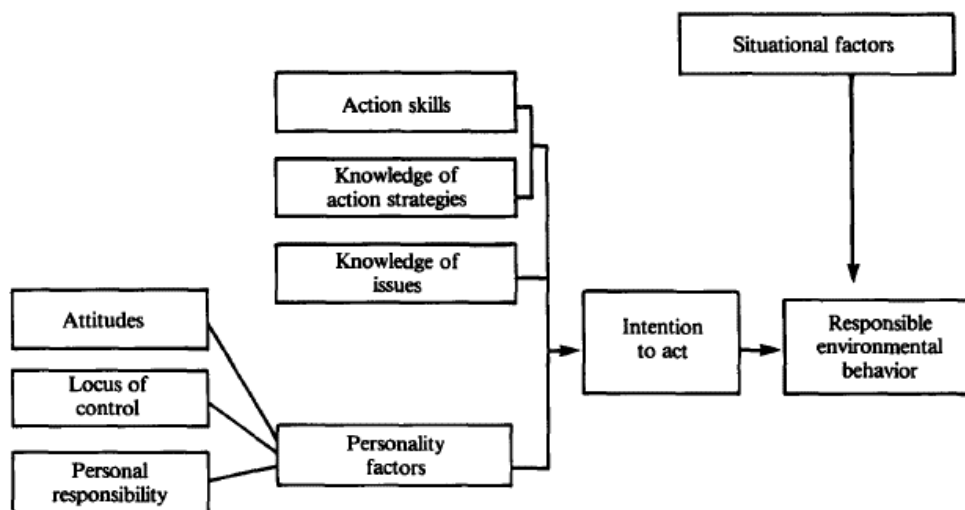 Situational factors
Action skills
Knowledge of
action strategies
Knowledge of
issues
Attitudes
Locus of
control
Personal
responsibility
Personality
factors
Intention
to act
Responsible
environmental
behavior